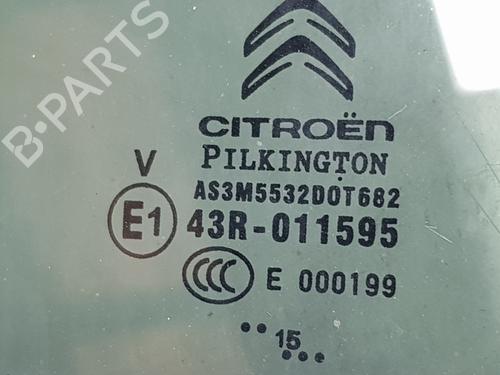 B-PARTS
CITROËN
PILKINGTON
V
AS3M5532DOT682
E1 43R-011595
CCC E 000199
..15...